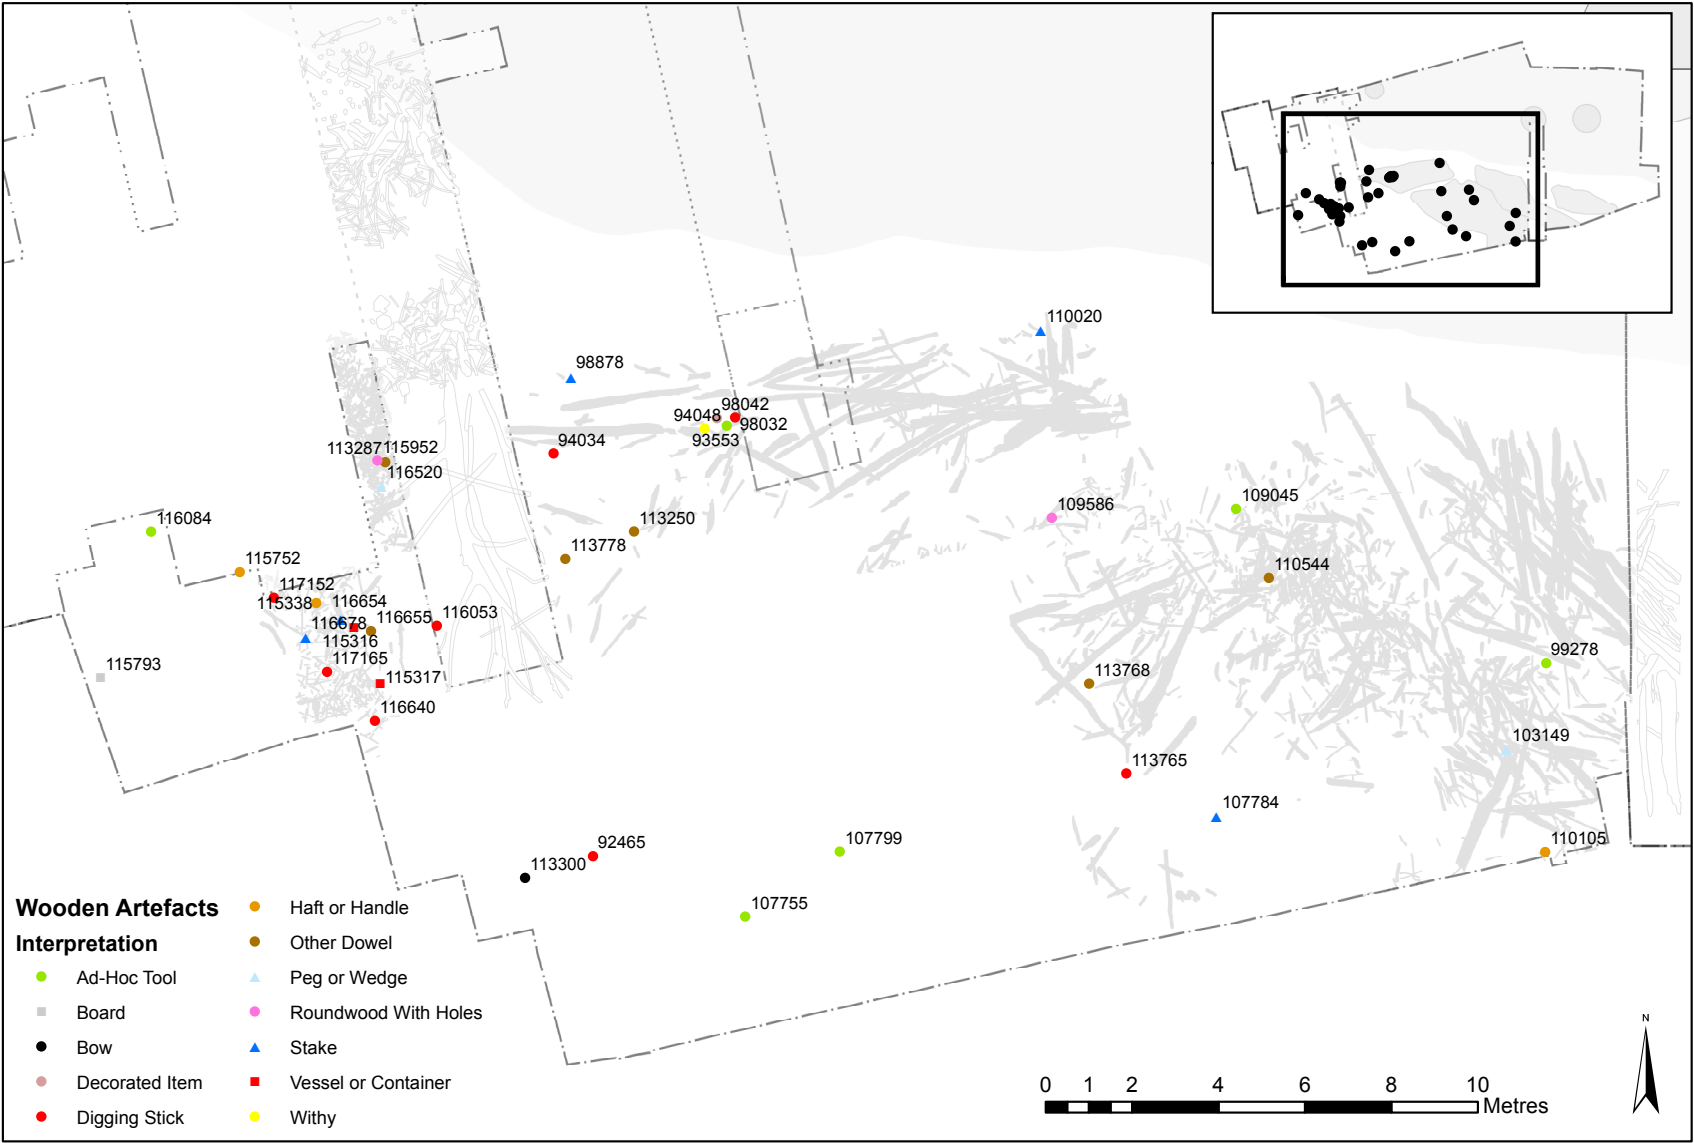 110020
98878
98042
94048
98032
93553
94034
113287 115952
116520
116084
109045
109586
113250
113778
110544
115752
117152
115338 116654
116655 116053
116678
115316
117165
115793
115317
99278
113768
116640
103149
113765
107784
110105
107799
92465
113300
107755
Wooden Artefacts
Interpretation
Ad-Hoc Tool
Board
Bow
Decorated Item
Digging Stick
Haft or Handle
Other Dowel
Peg or Wedge
Roundwood With Holes
Stake
Vessel or Container
Withy
0 1 2 4 6 8 10
Metres
N